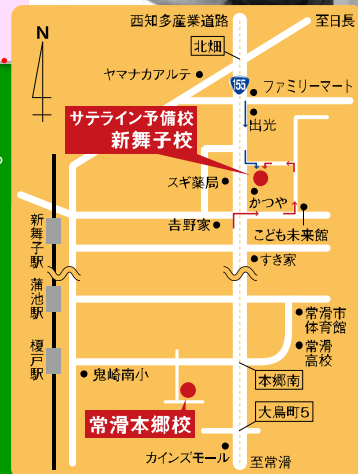 西知多産業道路
至日長
N
北畑
ヤマナカアルテ
155
ファミリーマート
出光
サテライン予備校
新舞子校
スギ薬局
かつや
吉野家
こども未来館
新舞子駅
すき家
蒲池駅
榎戸駅
常滑市
体育館
常滑
高校
鬼崎南小
本郷南
常滑本郷校
大鳥町5
カインズモール
至常滑